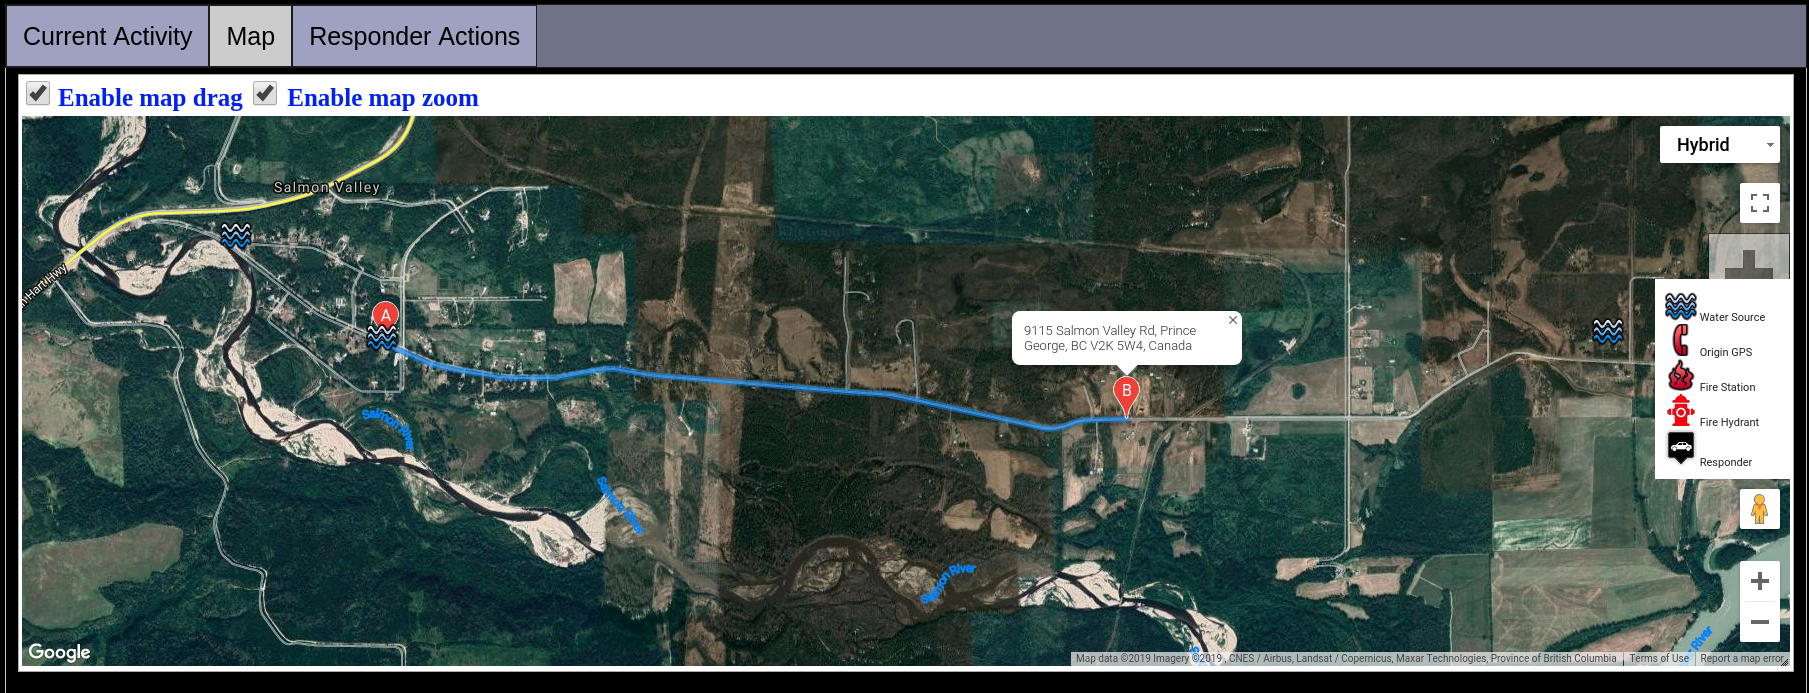 Current Activity
Map
Responder Actions
Enable map drag
Enable map zoom
Salmon Valley
Hybrid
Hart Hwy
A
9115 Salmon Valley Rd, Prince
George, BC V2K 5W4, Canada
B
Water Source
Origin GPS
Fire Station
Fire Hydrant
Responder
Salmon River
Salmon River
Salmon River
River
Google
Map data ©2019 Imagery ©2019 , CNES / Airbus, Landsat / Copernicus, Maxar Technologies, Province of British Columbia
Terms of Use
Report a map error